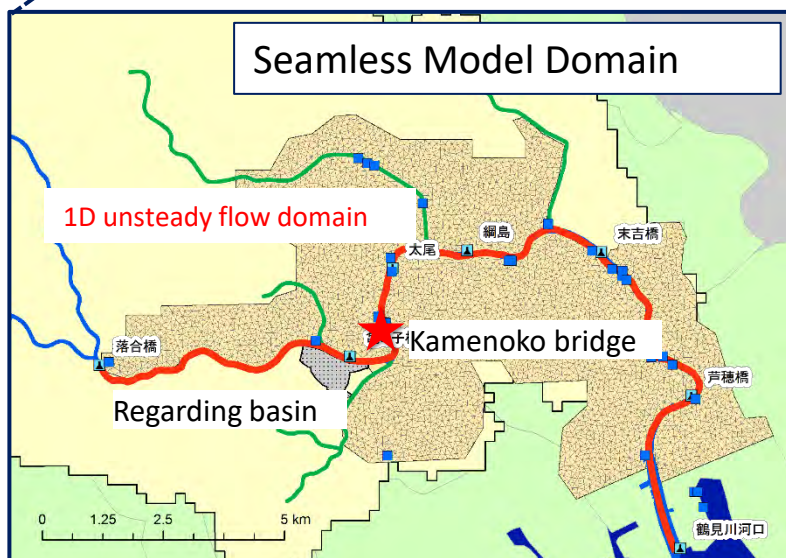 Seamless Model Domain
1D unsteady flow domain
太尾
綱島
末吉橋
落合橋
子
Kamenoko bridge
芦穂橋
Regarding basin
0 1.25 2.5 5 km
鶴見川河口